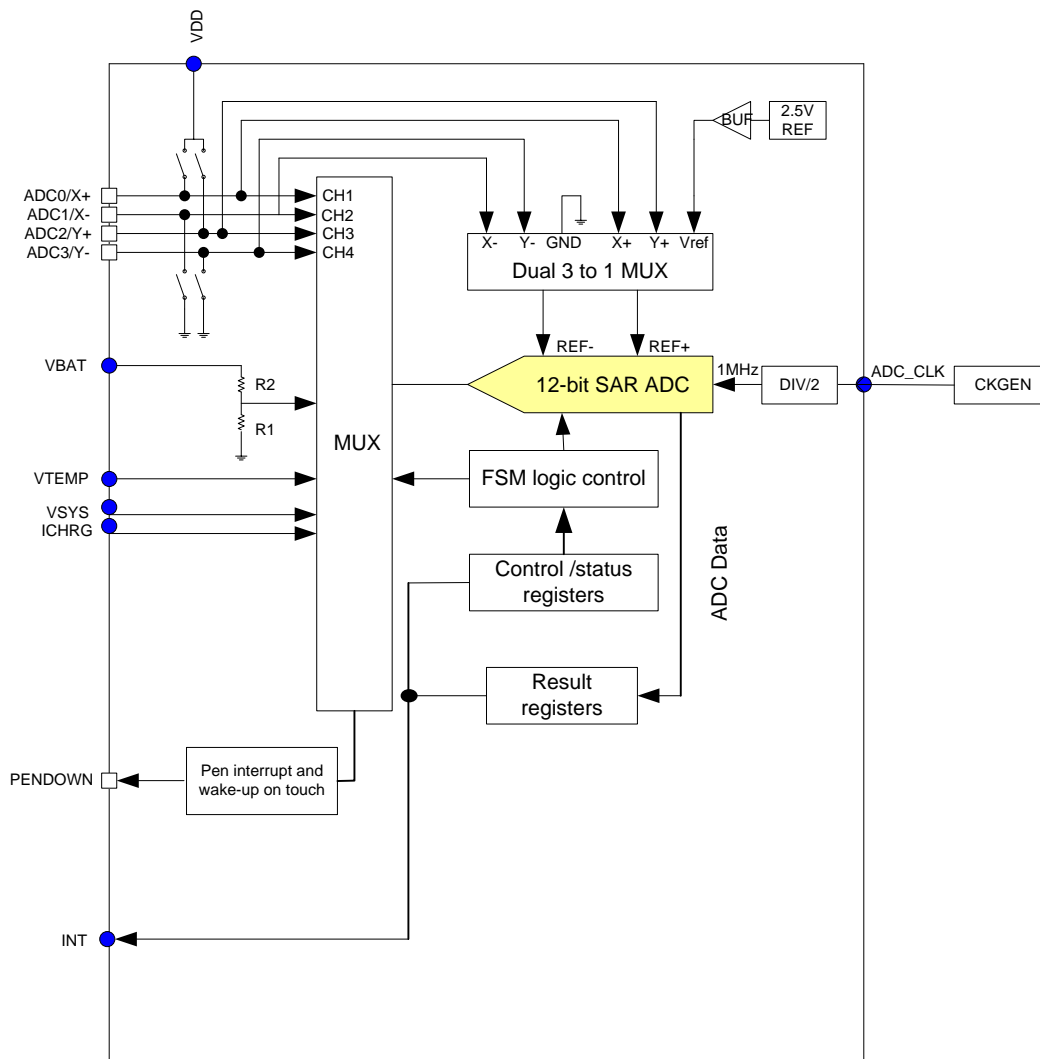 VDD
BUF
2.5V
REF
ADC0/X+
ADC1/X-
ADC2/Y+
ADC3/Y-
CH1
CH2
CH3
CH4
X-
Y-
GND
X+
Y+
Vref
Dual 3 to 1 MUX
REF-
REF+
VBAT
R2
R1
12-bit SAR ADC
1MHz
DIV/2
ADC_CLK
CKGEN
MUX
VTEMP
VSYS
ICHRG
FSM logic control
Control /status
registers
ADC Data
Result
registers
PENDOWN
Pen interrupt and
wake-up on touch
INT